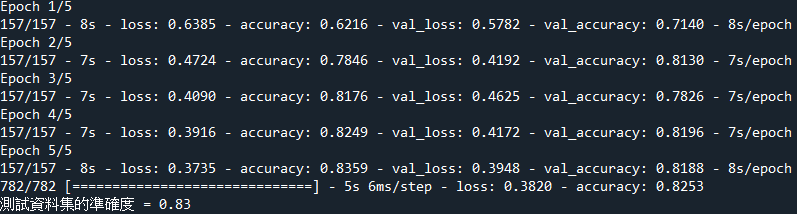 Epoch 1/5
157/157 - 8s - loss: 0.6385 - accuracy: 0.6216 - val_loss: 0.5782 - val_accuracy: 0.7140 - 8s/epoch
Epoch 2/5
157/157 - 7s - loss: 0.4724 - accuracy: 0.7846 - val_loss: 0.4192 - val_accuracy: 0.8130 - 7s/epoch
Epoch 3/5
157/157 - 7s - loss: 0.4090 - accuracy: 0.8176 - val_loss: 0.4625 - val_accuracy: 0.7826 - 7s/epoch
Epoch 4/5
157/157 - 7s - loss: 0.3916 - accuracy: 0.8249 - val_loss: 0.4172 - val_accuracy: 0.8196 - 7s/epoch
Epoch 5/5
157/157 - 8s - loss: 0.3735 - accuracy: 0.8359 - val_loss: 0.3948 - val_accuracy: 0.8188 - 8s/epoch
782/782 [==============================] - 5s 6ms/step - loss: 0.3820 - accuracy: 0.8253
測試資料集的準確度 = 0.83